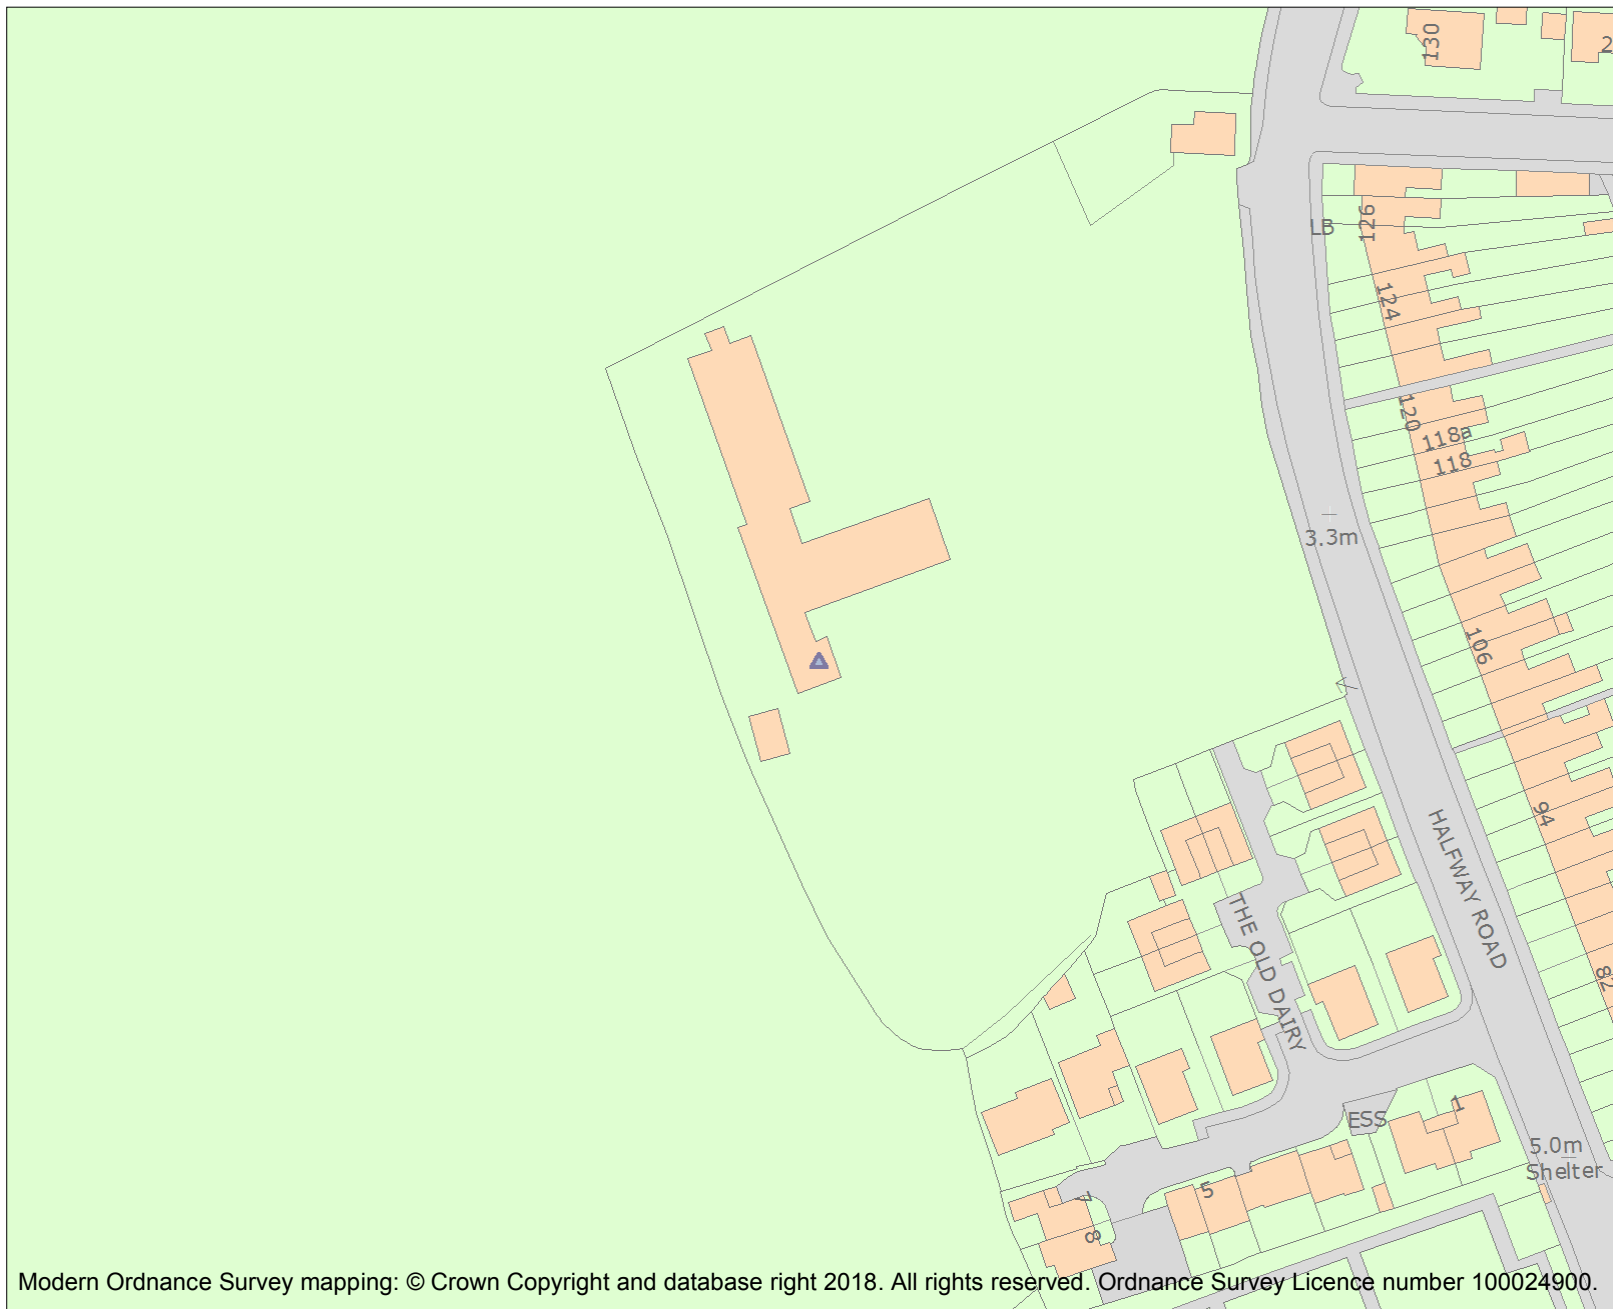 130
2
LB
126
124
120
118a
118
3.3m
106
94
HALFWAY ROAD
82
THE OLD DAIRY
ESS
1
5.0m
Shelter
5
7
8
Modern Ordnance Survey mapping: © Crown Copyright and database right 2018. All rights reserved. Ordnance Survey Licence number 100024900.